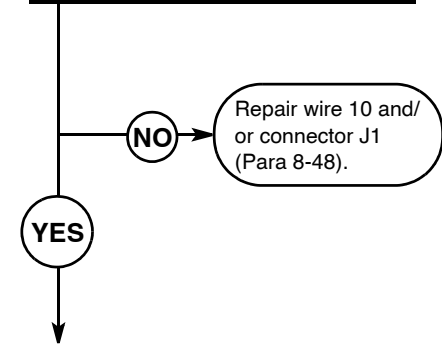 NO
Repair wire 10 and/
or connector J1
(Para 8-48).
YES